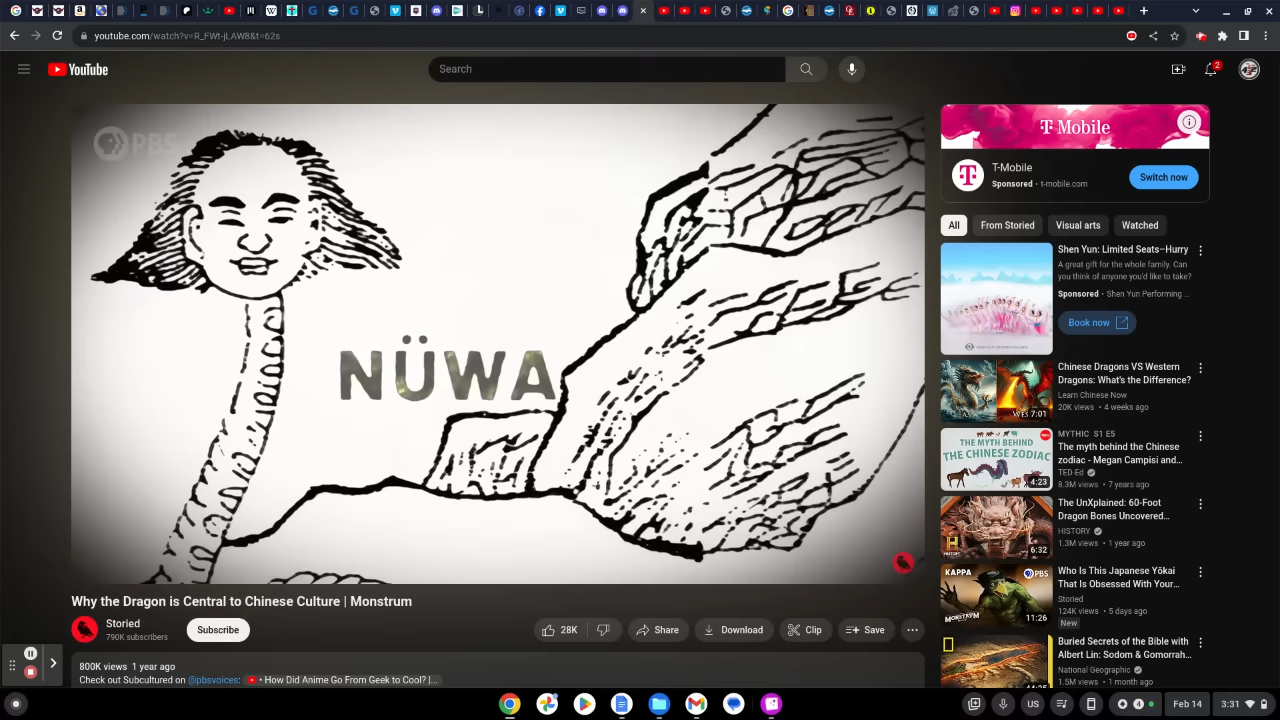 youtube.com/watch?v=R_FWt-jLAW8&t=62s
YouTube
Search
2
PBS
NÜWA
T Mobile
T-Mobile
Sponsored · t-mobile.com
Switch now
All
From Storied
Visual arts
Watched
Shen Yun: Limited Seats—Hurry
A great gift for the whole family. Can
you think of anyone you'd like to take?
Sponsored · Shen Yun Performing ...
Book now
Chinese Dragons VS Western
Dragons: What's the Difference?
Learn Chinese Now
20K views • 4 weeks ago
7:01
MYTHIC S1 E5
The myth behind the Chinese
zodiac - Megan Campisi and...
TED-Ed
8.3M views • 7 years ago
THE MYTH BEHIND
THE CHINESE ZODIAC
4:23
The UnXplained: 60-Foot
Dragon Bones Uncovered...
HISTORY
1.3M views • 1 year ago
6:32
Who Is This Japanese Yōkai
That Is Obsessed With Your...
Storied
124K views • 5 days ago
New
KAPPA
PBS
MONSTRUM
11:26
Buried Secrets of the Bible with
Albert Lin: Sodom & Gomorrah...
National Geographic
1.5M views • 1 month ago
Why the Dragon is Central to Chinese Culture | Monstrum
Storied
790K subscribers
Subscribe
28K
Share
Download
Clip
Save
800K views 1 year ago
Check out Subcultured on @pbsvoices: • How Did Anime Go From Geek to Cool? |...
US
4
Feb 14
3:31